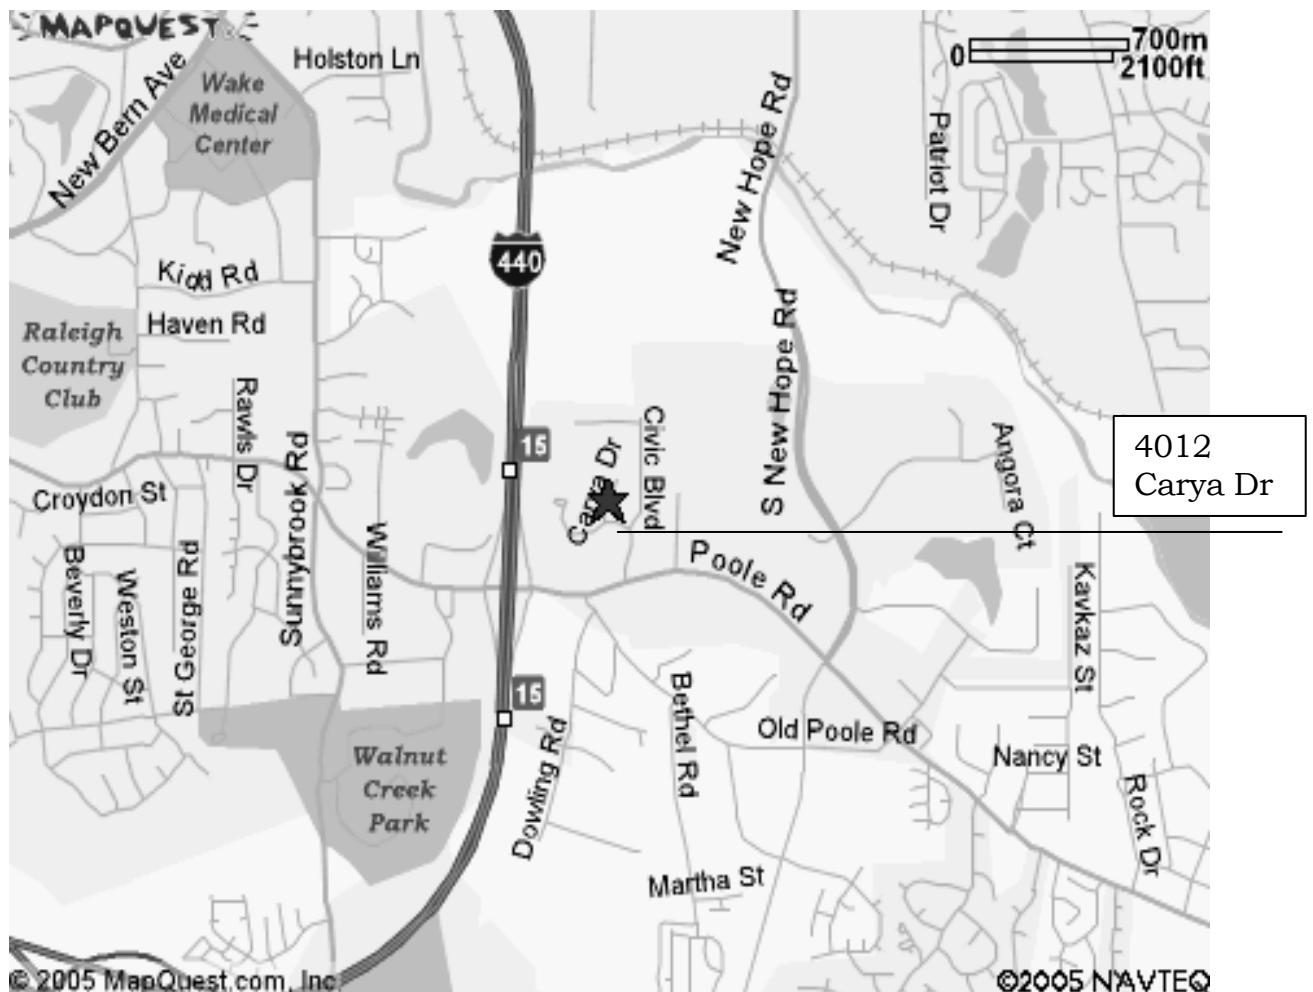 MAPQUEST
0
700m
2100ft
Holston Ln
New Bern Ave
Wake
Medical
Center
New Hope Rd
Patriot Dr
440
Kidd Rd
Haven Rd
Raleigh
Country
Club
S New Hope Rd
Rawls Dr
Sunnybrook Rd
15
Carya Dr
Civic Blvd
Angora Ct
4012
Carya Dr
Croydon St
Williams Rd
Poole Rd
Beverly Dr
Weston St
St George Rd
Kavkaz St
15
Bethel Rd
Old Poole Rd
Dowling Rd
Nancy St
Walnut
Creek
Park
Rock Dr
Martha St
© 2005 MapQuest.com, Inc.
©2005 NAVTEQ